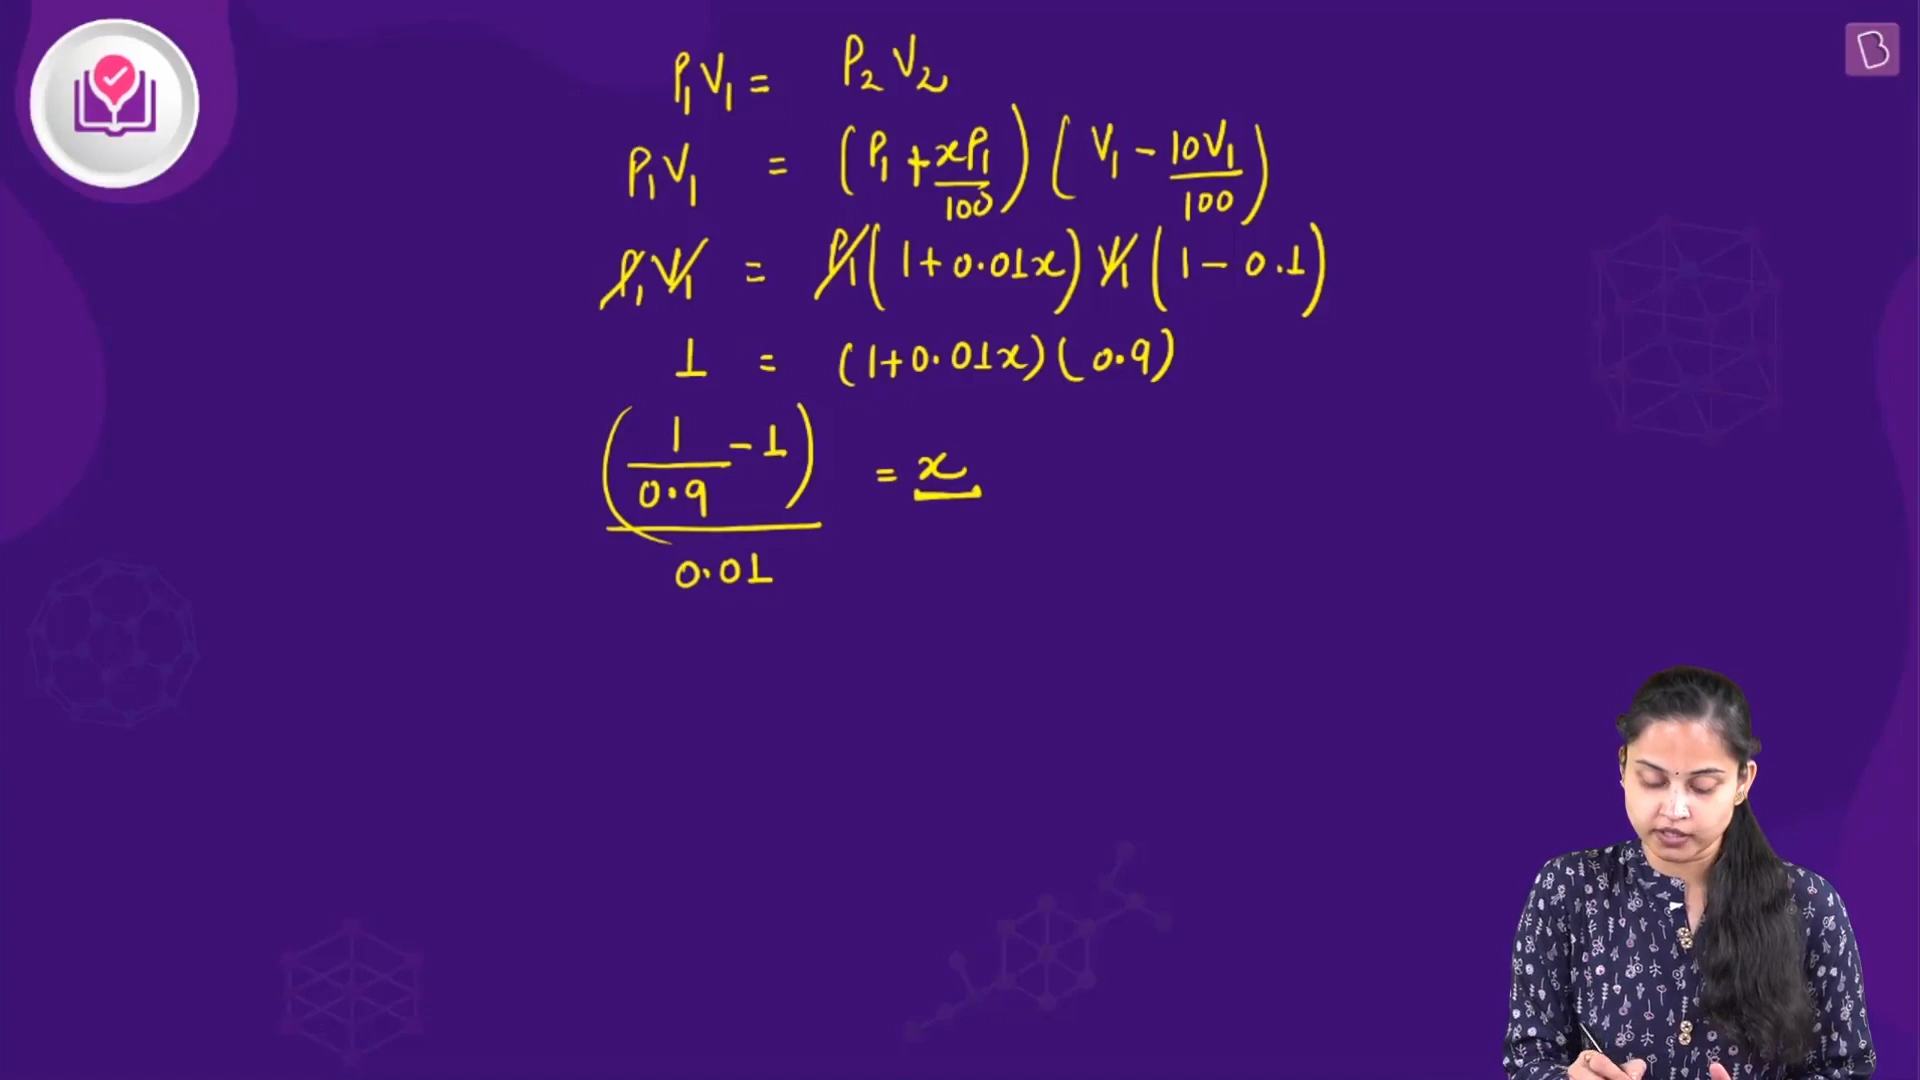 P₁V₁ = P₂V₂
P₁V₁ = (P₁ + xP₁/100) (V₁ - 10V₁/100)
P₁V₁ = P₁(1+0.01x) V₁(1-0.1)
1 = (1+0.01x)(0.9)
(1/0.9 - 1)/0.01 = x
B